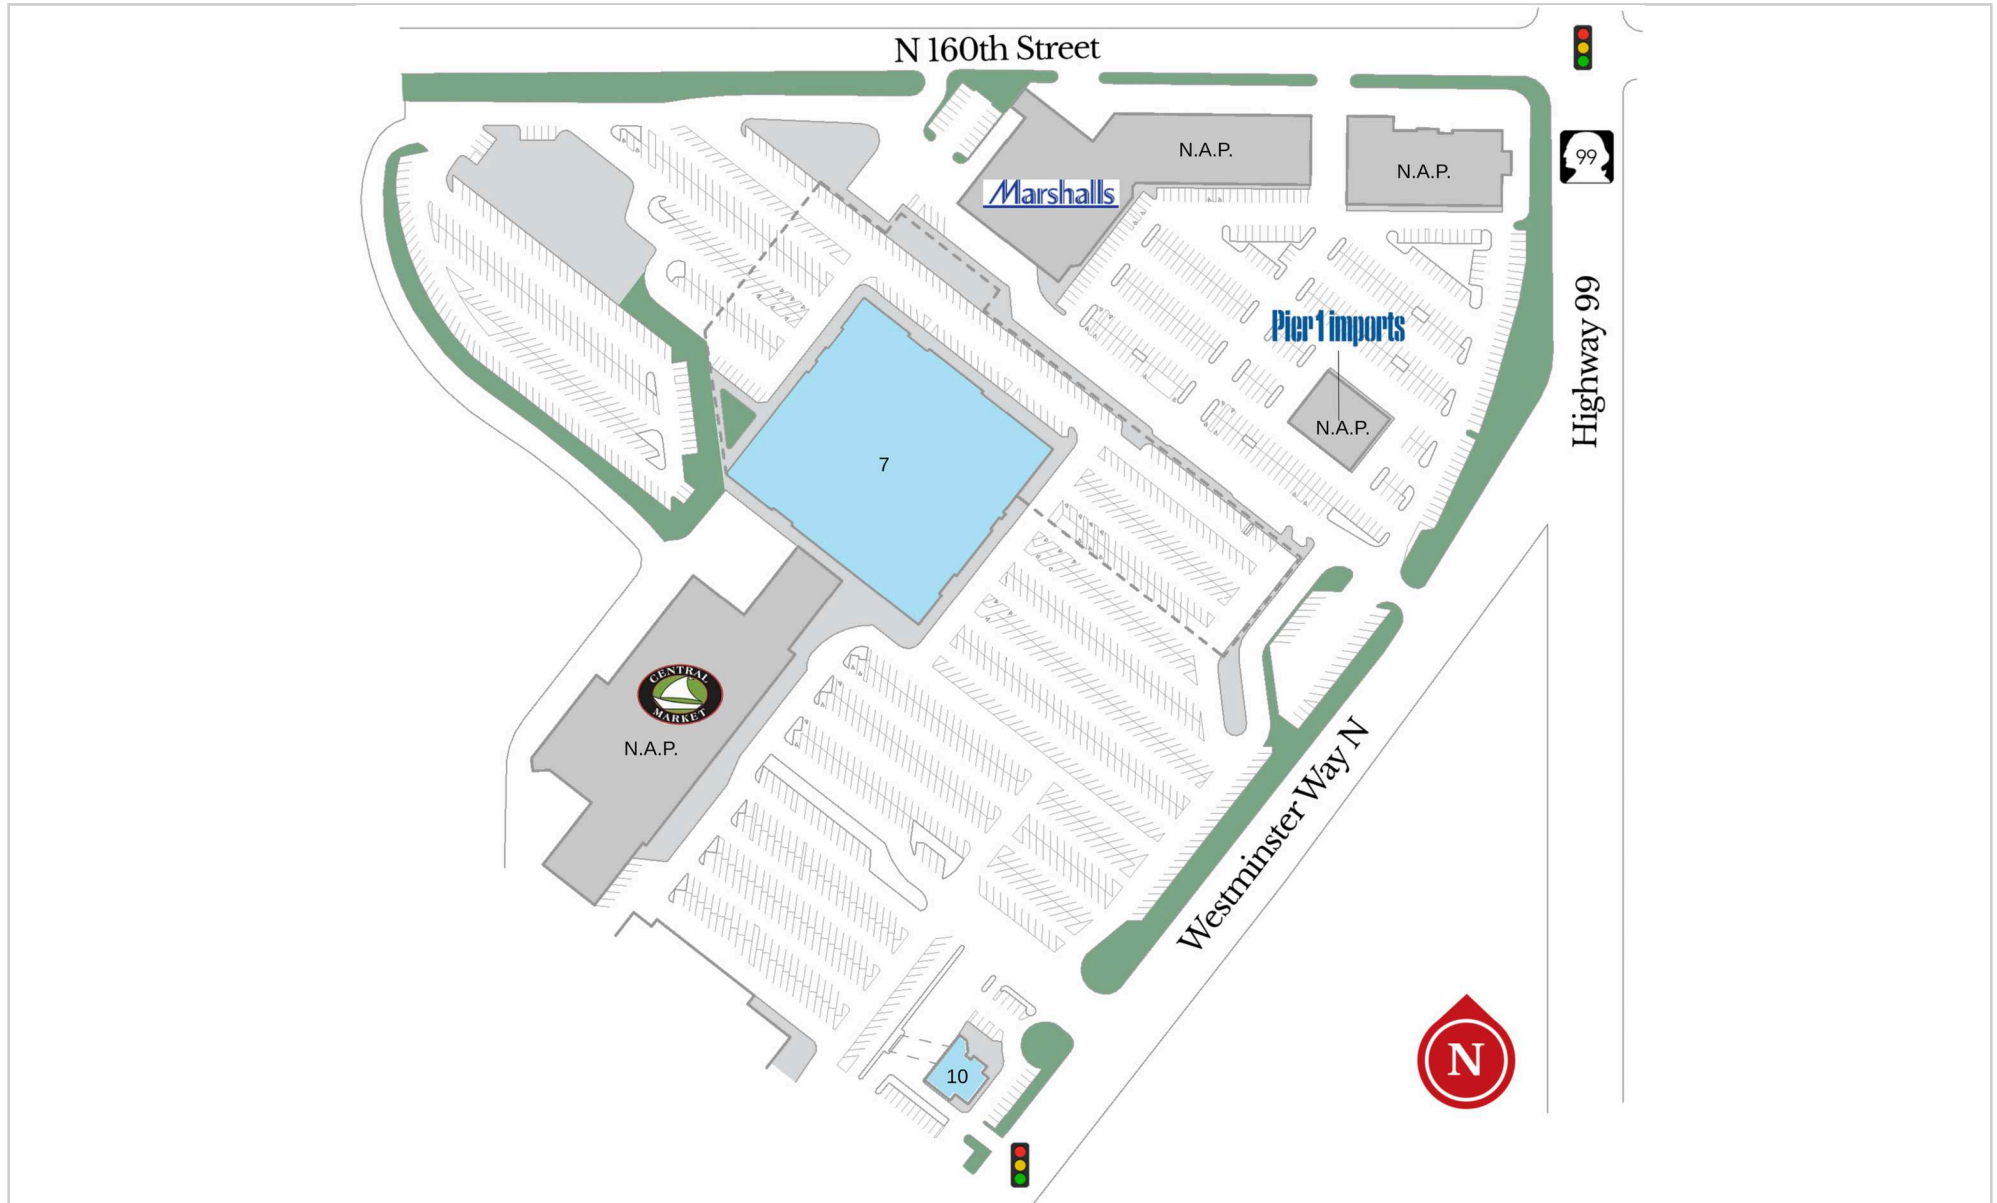 N 160th Street
N.A.P.
N.A.P.
99
Marshalls
Highway 99
Pier 1 imports
N.A.P.
7
CENTRAL
MARKET
N.A.P.
Westminster Way N
10
N